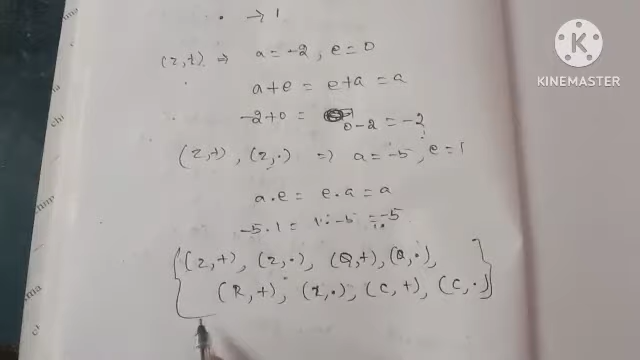 . → 1
(Z,+) ⇒ a = -2, e = 0
a+e = e+a = a
-2+0 = 0-2 = -2
(Z,+), (Z,.) ⇒ a = -5, e = 1
a.e = e.a = a
-5.1 = 1.-5 = -5
{(Z,+), (Z,.), (Q,+), (Q,.),
(R,+), (R,.), (C,+), (C,.)}
KINEMASTER